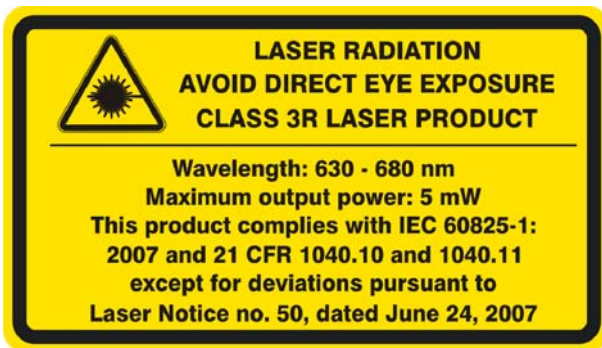 LASER RADIATION
AVOID DIRECT EYE EXPOSURE
CLASS 3R LASER PRODUCT
Wavelength: 630 - 680 nm
Maximum output power: 5 mW
This product complies with IEC 60825-1:
2007 and 21 CFR 1040.10 and 1040.11
except for deviations pursuant to
Laser Notice no. 50, dated June 24, 2007